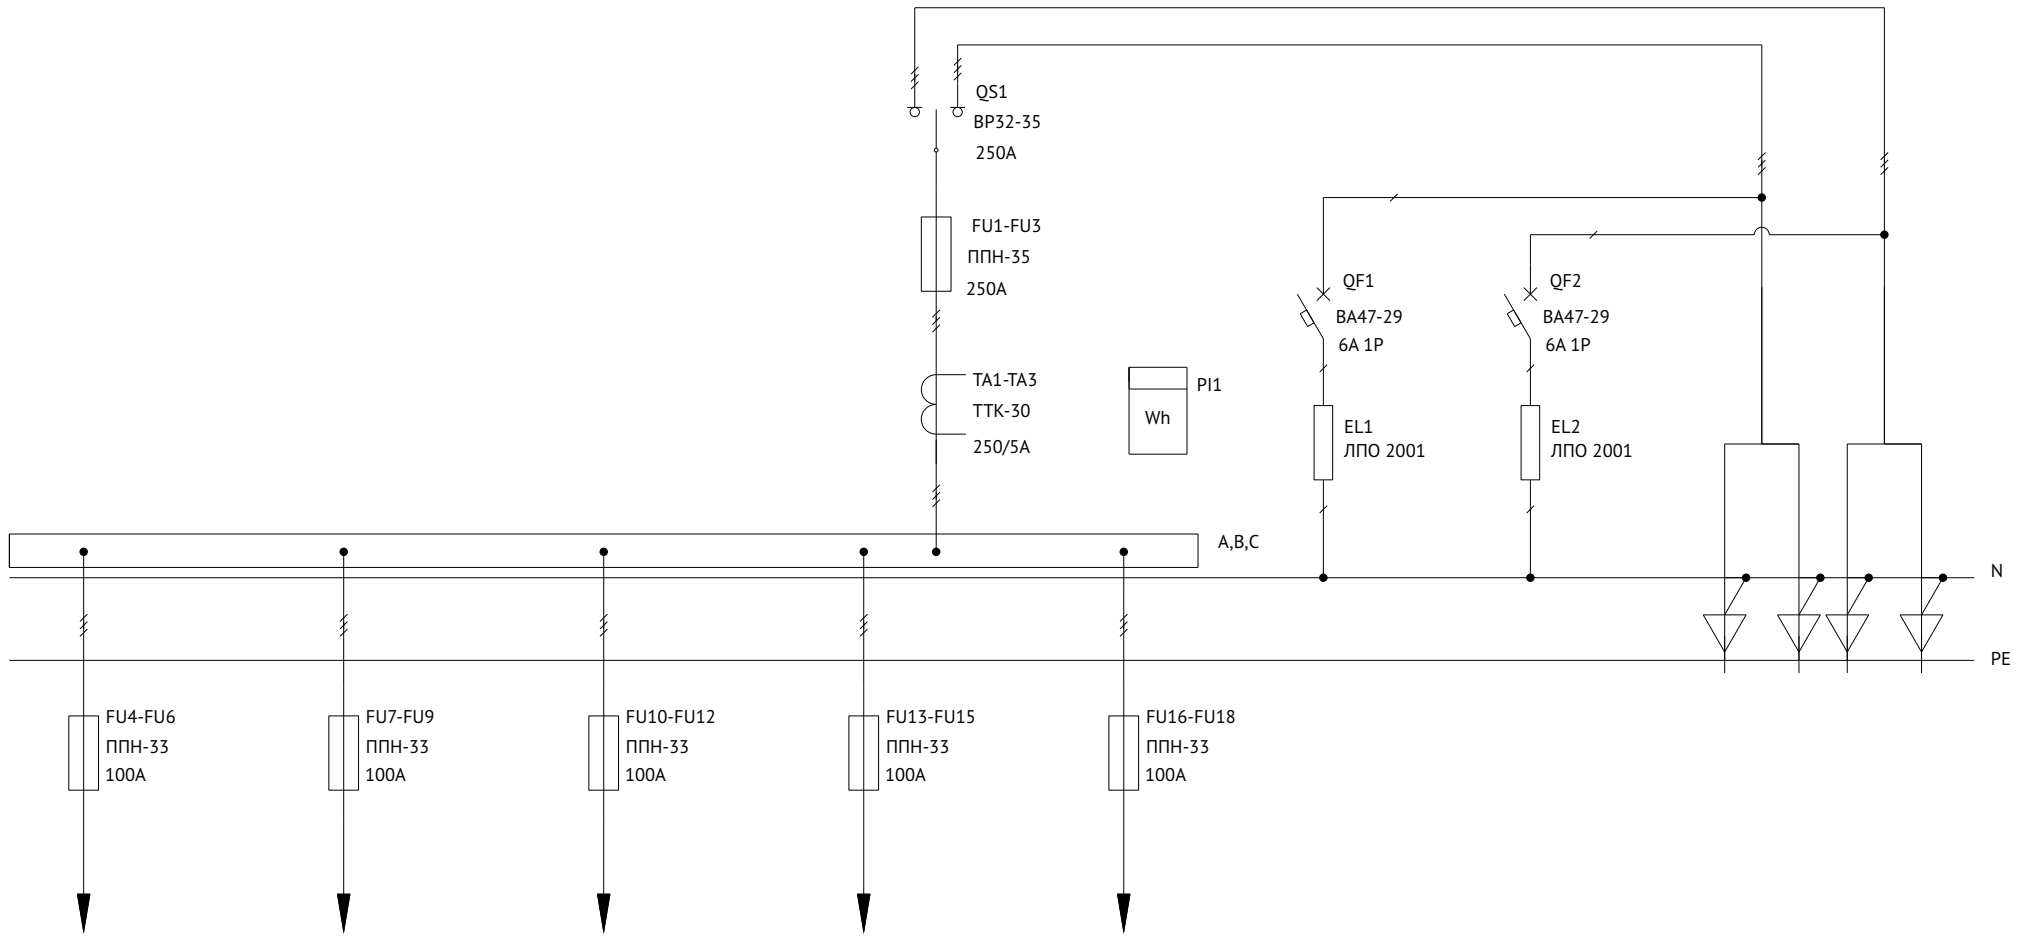 QS1
ВР32-35
250А
FU1-FU3
ППН-35
250А
QF1
ВА47-29
6А 1Р
QF2
ВА47-29
6А 1Р
TA1-TA3
ТТК-30
250/5А
PI1
Wh
EL1
ЛПО 2001
EL2
ЛПО 2001
A,B,C
N
PE
FU4-FU6
ППН-33
100А
FU7-FU9
ППН-33
100А
FU10-FU12
ППН-33
100А
FU13-FU15
ППН-33
100А
FU16-FU18
ППН-33
100А